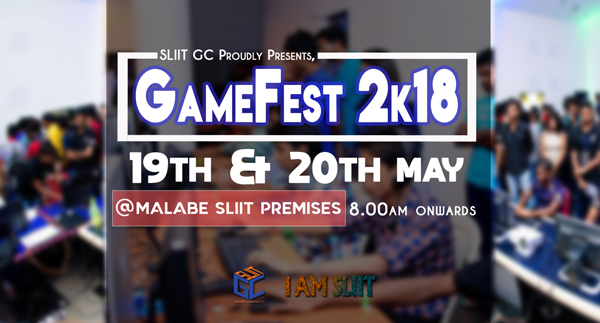 SLIIT GC Proudly Presents,
GameFest 2k18
19th & 20th may
@MALABE SLIIT PREMISES 8.00am onwards
I AM SLIIT